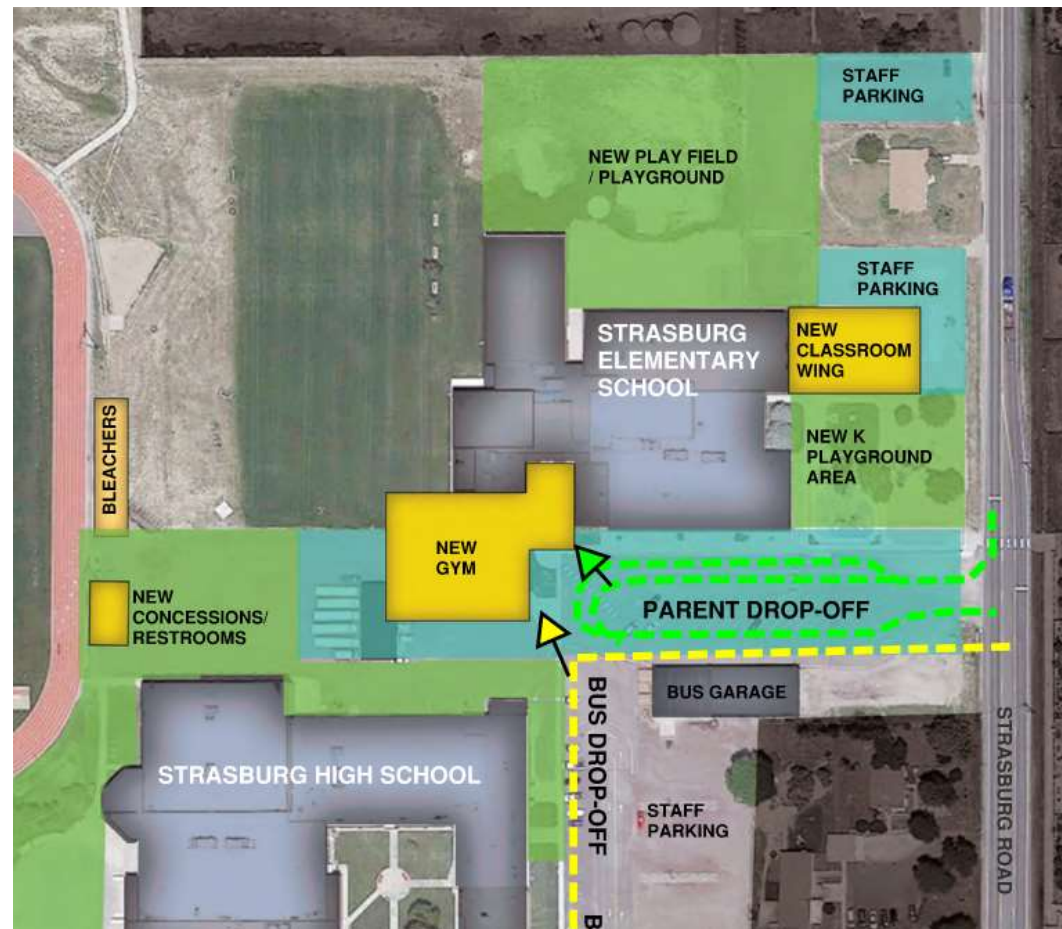 STAFF
PARKING
NEW PLAY FIELD
/ PLAYGROUND
STAFF
PARKING
STRASBURG
ELEMENTARY
SCHOOL
NEW
CLASSROOM
WING
BLEACHERS
NEW K
PLAYGROUND
AREA
NEW
GYM
NEW
CONCESSIONS/
RESTROOMS
PARENT DROP-OFF
BUS GARAGE
BUS DROP-OFF
STRASBURG HIGH SCHOOL
STAFF
PARKING
STRASBURG ROAD
B